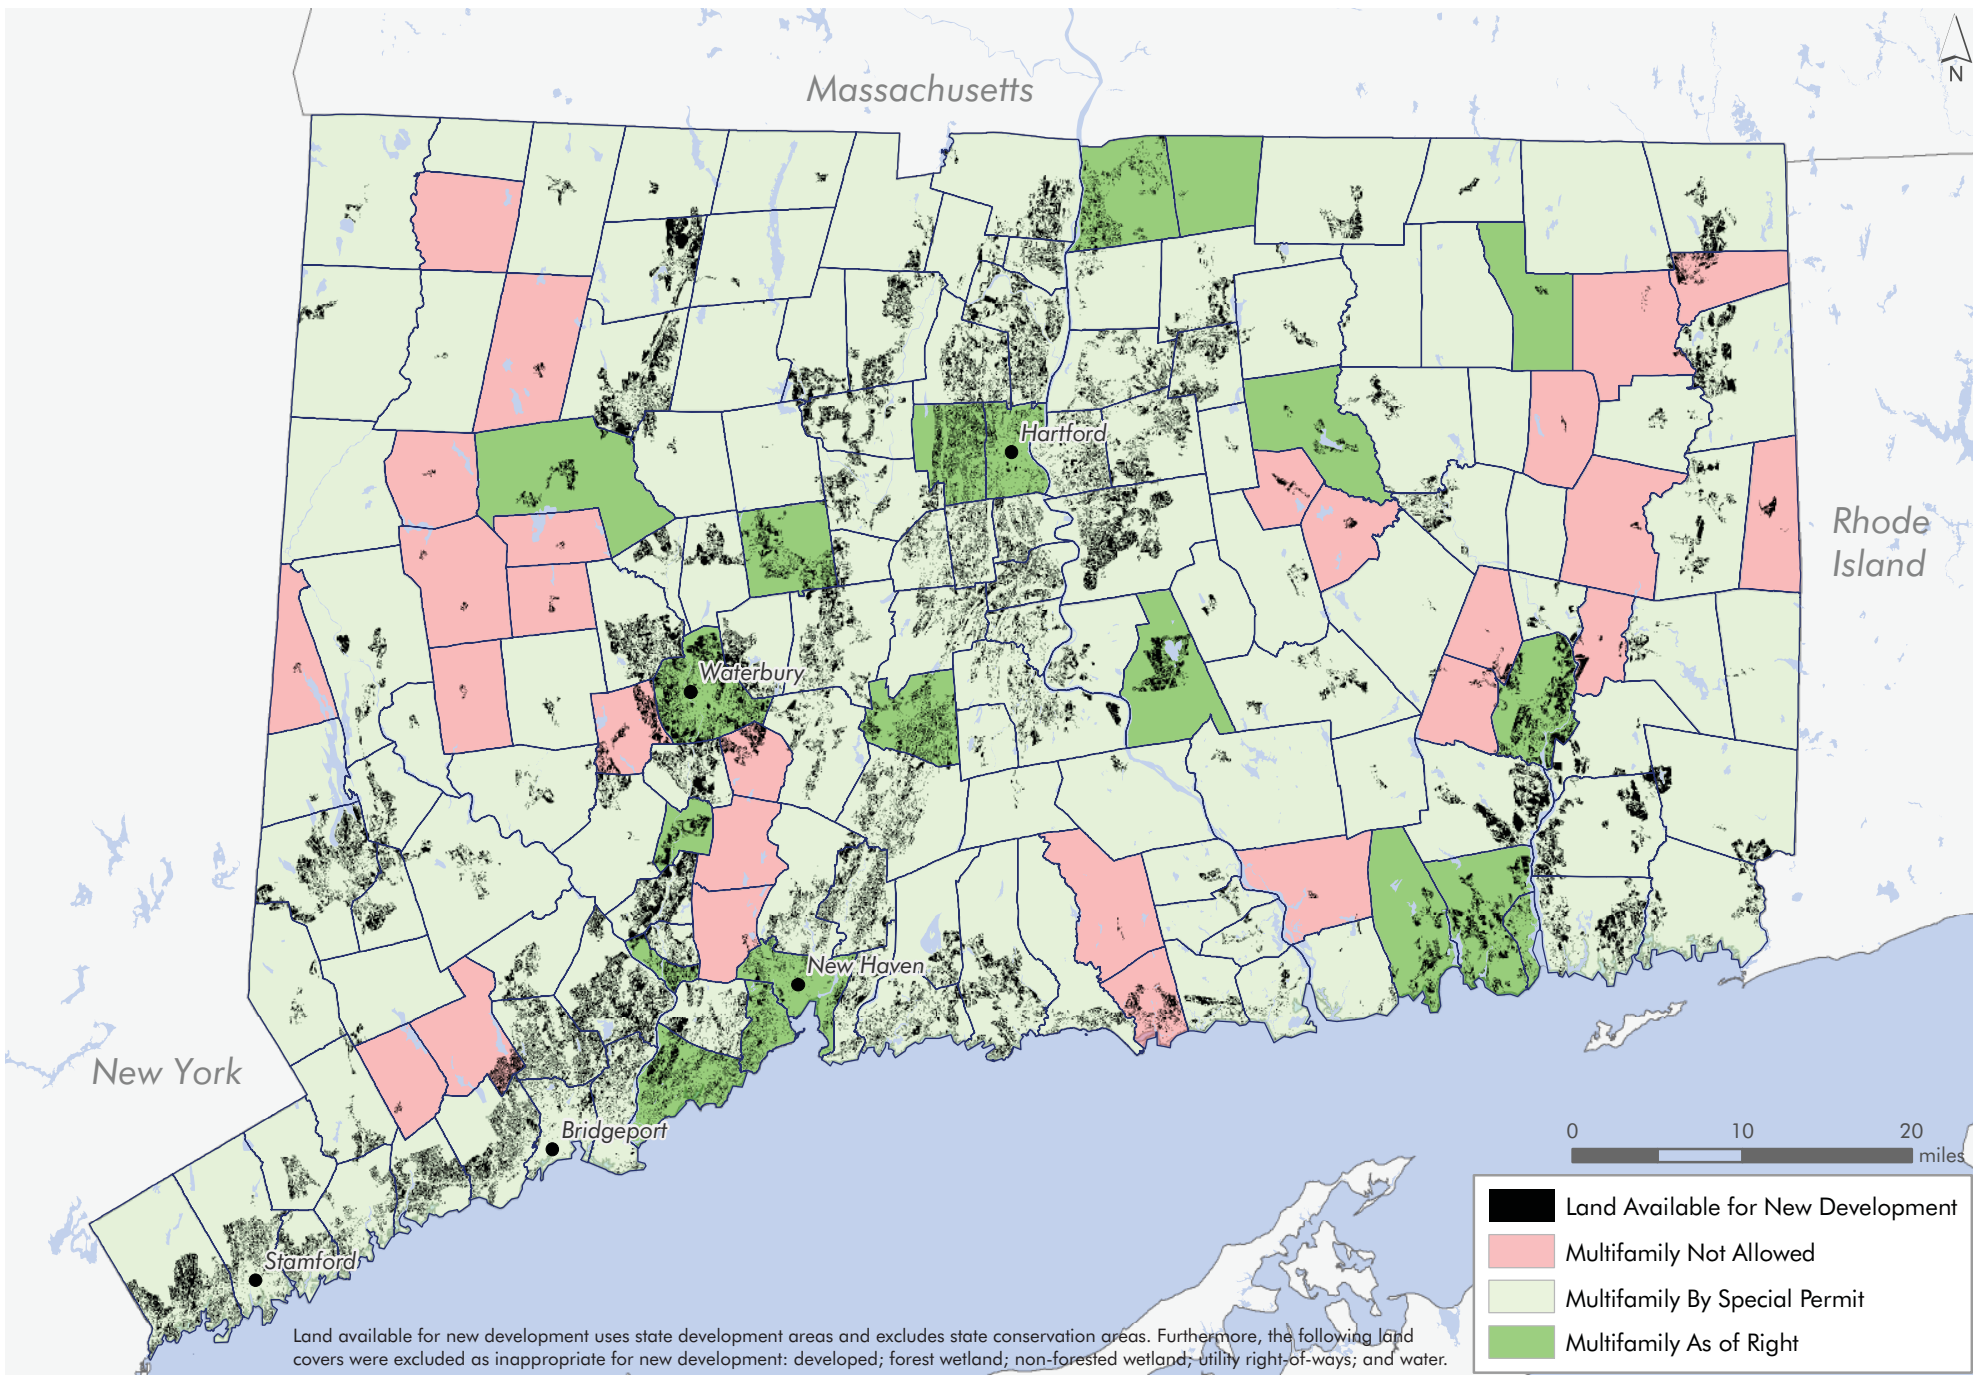 Massachusetts
N
Hartford
Rhode
Island
Waterbury
New Haven
New York
Bridgeport
0 10 20
miles
Stamford
Land Available for New Development
Multifamily Not Allowed
Multifamily By Special Permit
Multifamily As of Right
Land available for new development uses state development areas and excludes state conservation areas. Furthermore, the following land
covers were excluded as inappropriate for new development: developed; forest wetland; non-forested wetland; utility right-of-ways; and water.